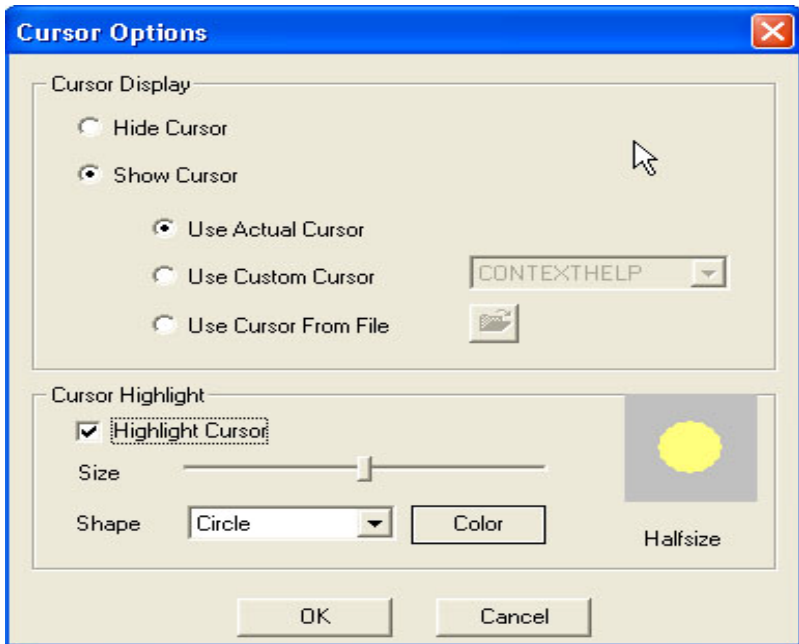 Cursor Options
Cursor Display
Hide Cursor
Show Cursor
Use Actual Cursor
Use Custom Cursor CONTEXTHELP
Use Cursor From File
Cursor Highlight
Highlight Cursor
Size
Shape Circle Color
Halfsize
OK Cancel